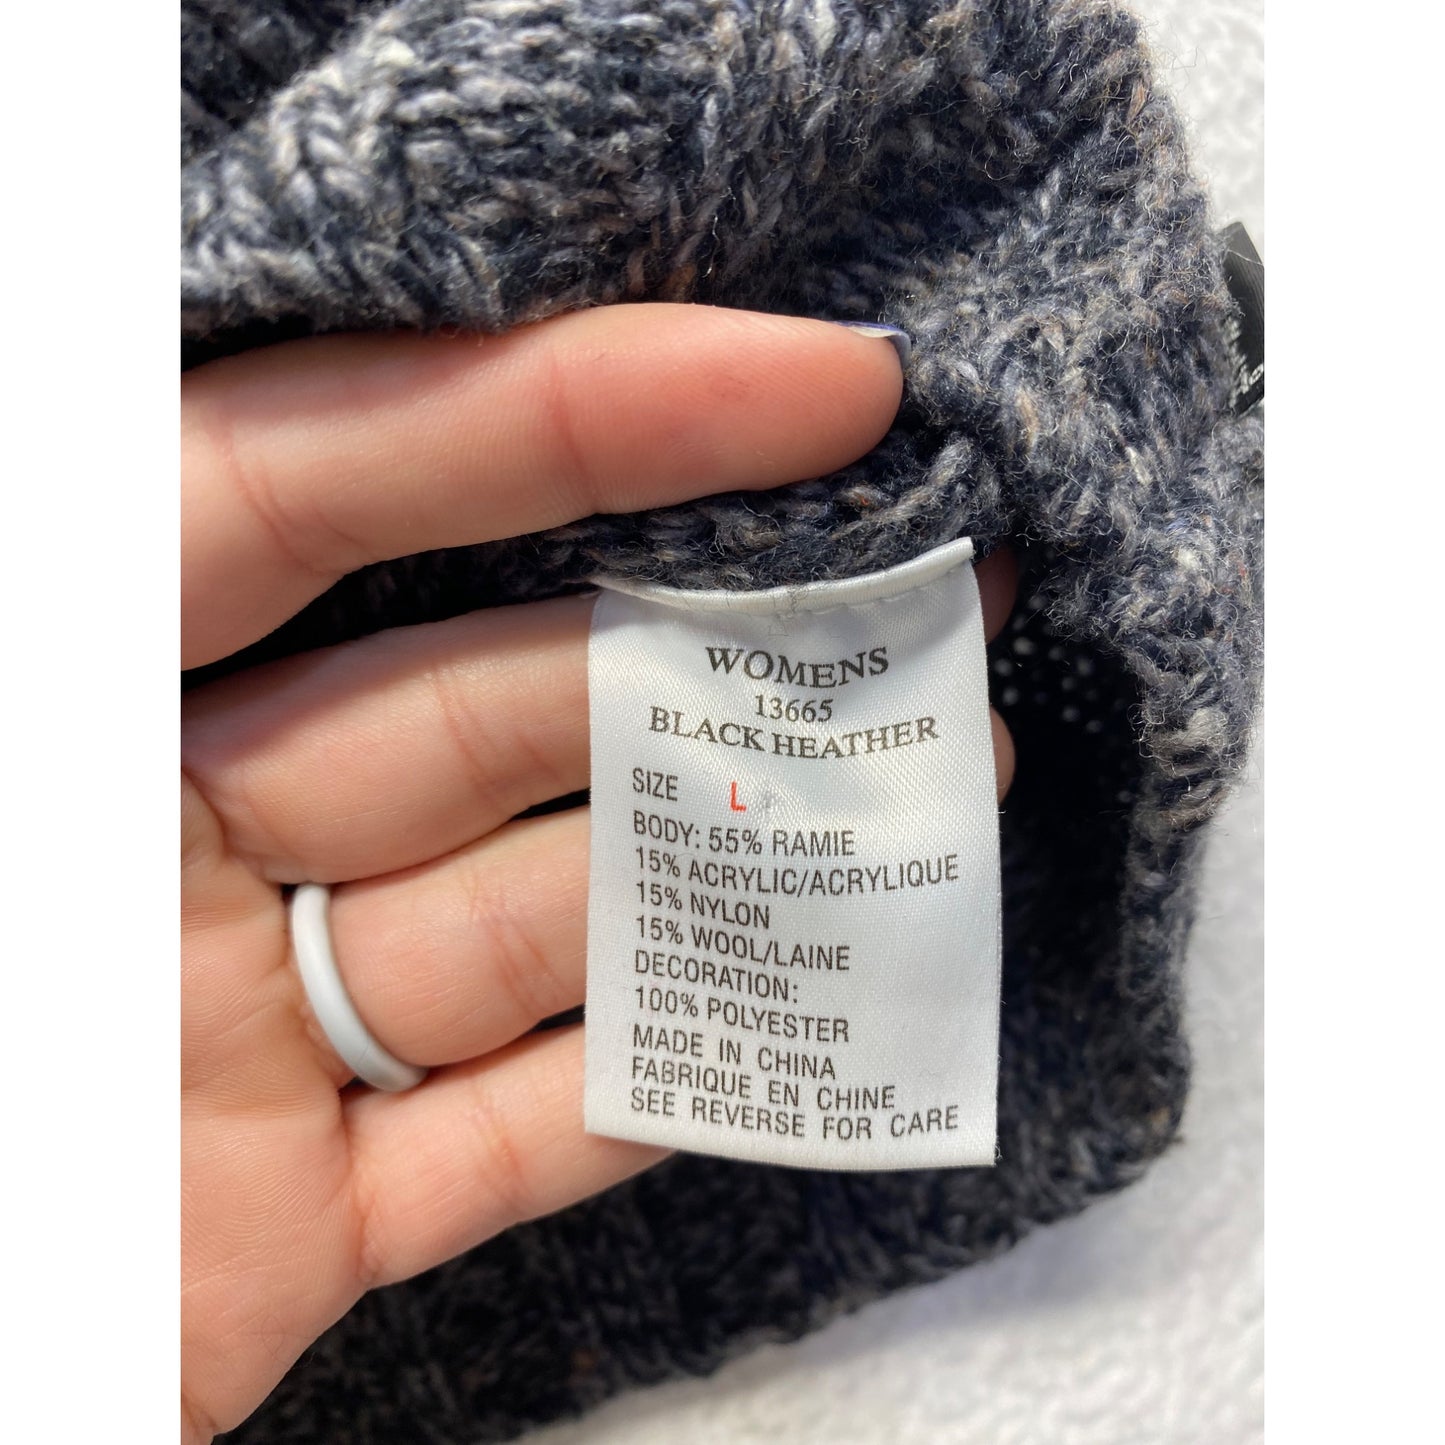 WOMENS
13665
BLACK HEATHER
SIZE L
BODY: 55% RAMIE
15% ACRYLIC/ACRYLIQUE
15% NYLON
15% WOOL/LAINE
DECORATION:
100% POLYESTER
MADE IN CHINA
FABRIQUE EN CHINE
SEE REVERSE FOR CARE